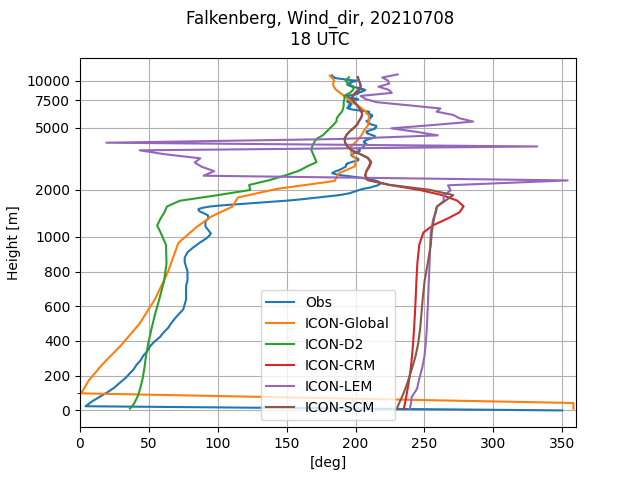 Falkenberg, Wind_dir, 20210708
18 UTC
10000
7500
5000
2000
1000
800
600
400
200
0
Height [m]
Obs
ICON-Global
ICON-D2
ICON-CRM
ICON-LEM
ICON-SCM
0
50
100
150
200
250
300
350
[deg]